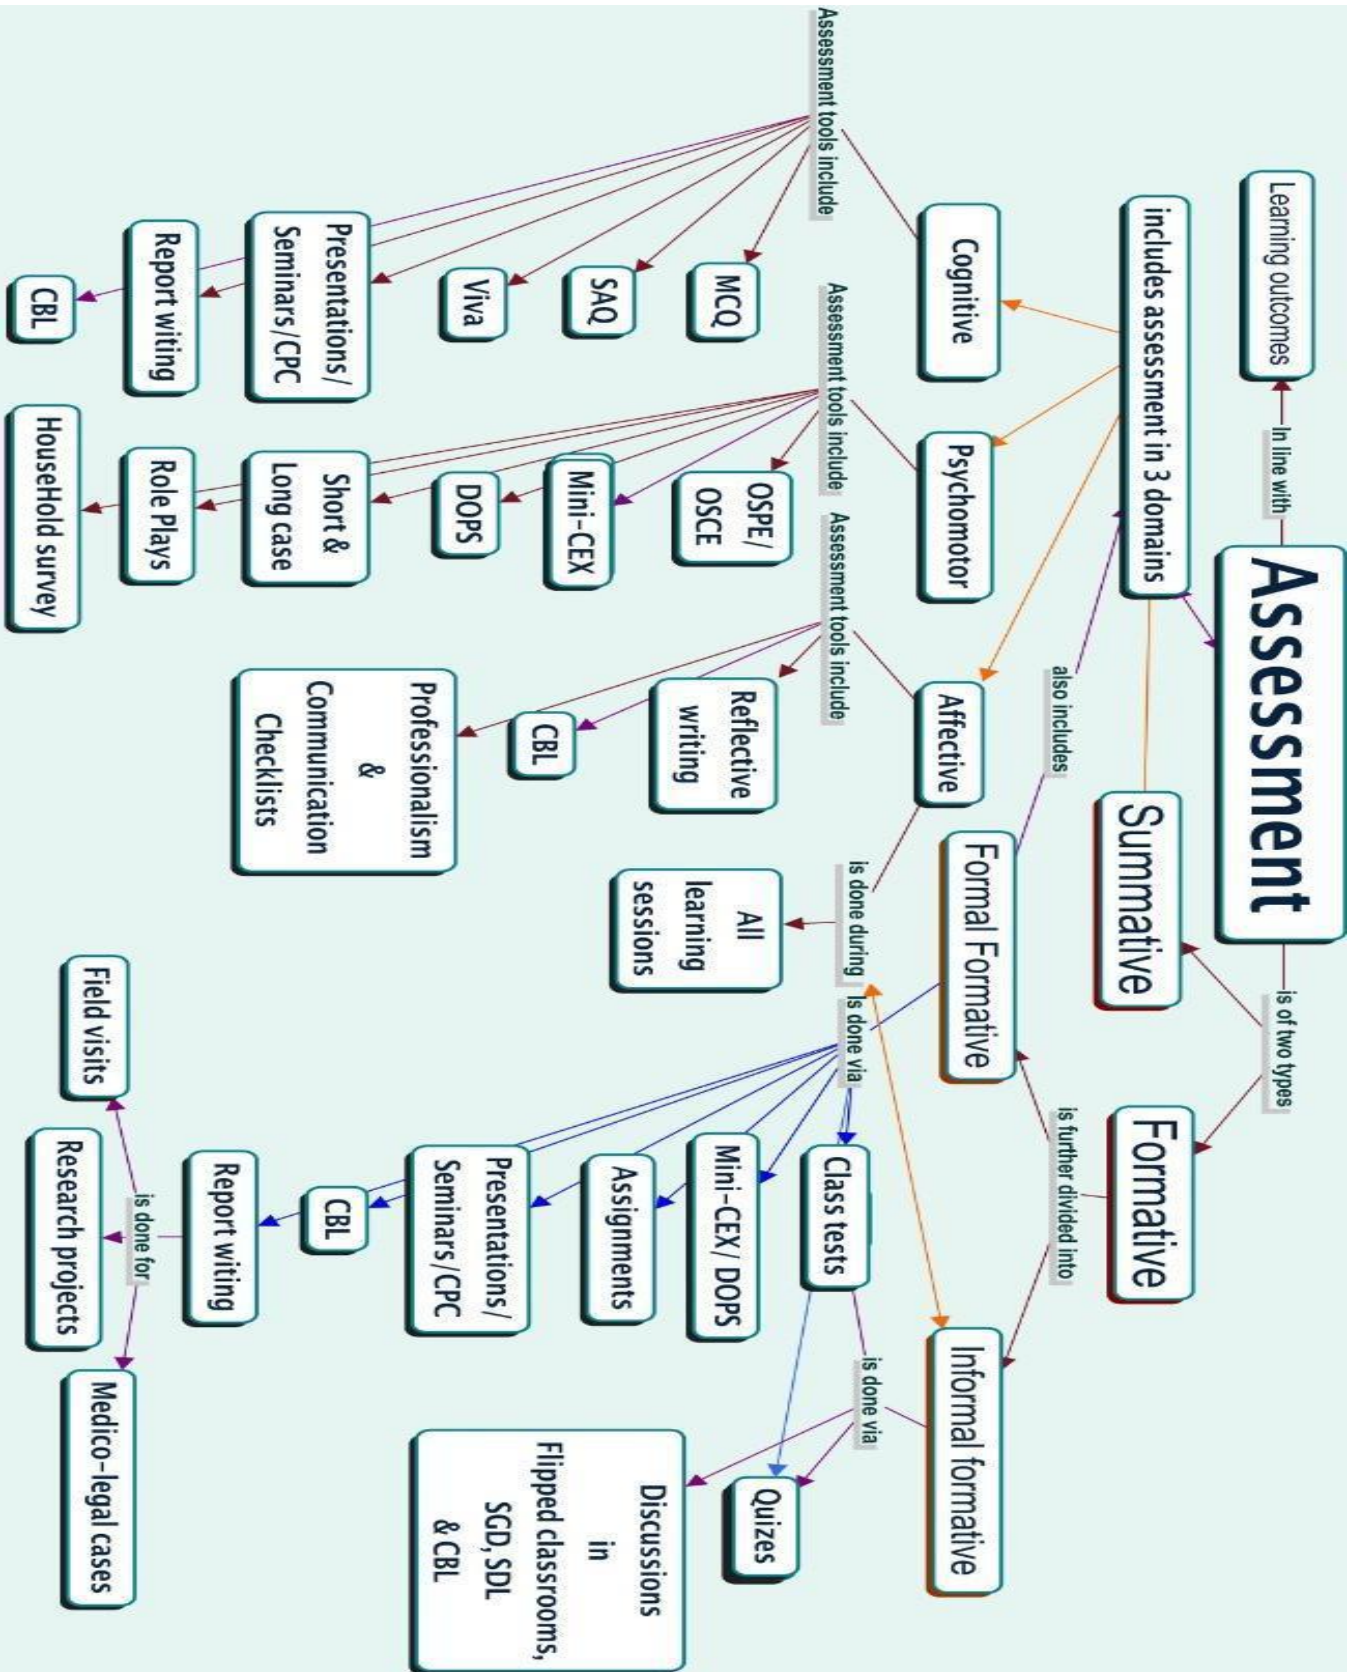 Assessment
In line with
Learning outcomes
is of two types
includes assessment in 3 domains
Summative
Formative
also includes
is further divided into
Cognitive
Psychomotor
Affective
Formal Formative
Informal formative
Assessment tools include
Assessment tools include
Assessment tools include
is done during
Is done via
is done via
MCQ
SAQ
Viva
Presentations/
Seminars/CPC
Report witing
CBL
OSPE/
OSCE
Mini-CEX
DOPS
Short &
Long case
Role Plays
HouseHold survey
Reflective
writing
CBL
Professionalism
&
Communication
Checklists
All
learning
sessions
Class tests
Mini-CEX/ DOPS
Assignments
Presentations/
Seminars/CPC
CBL
Report witing
is done for
Field visits
Research projects
Medico-legal cases
Quizes
Discussions
in
Flipped classrooms,
SGD, SDL
& CBL